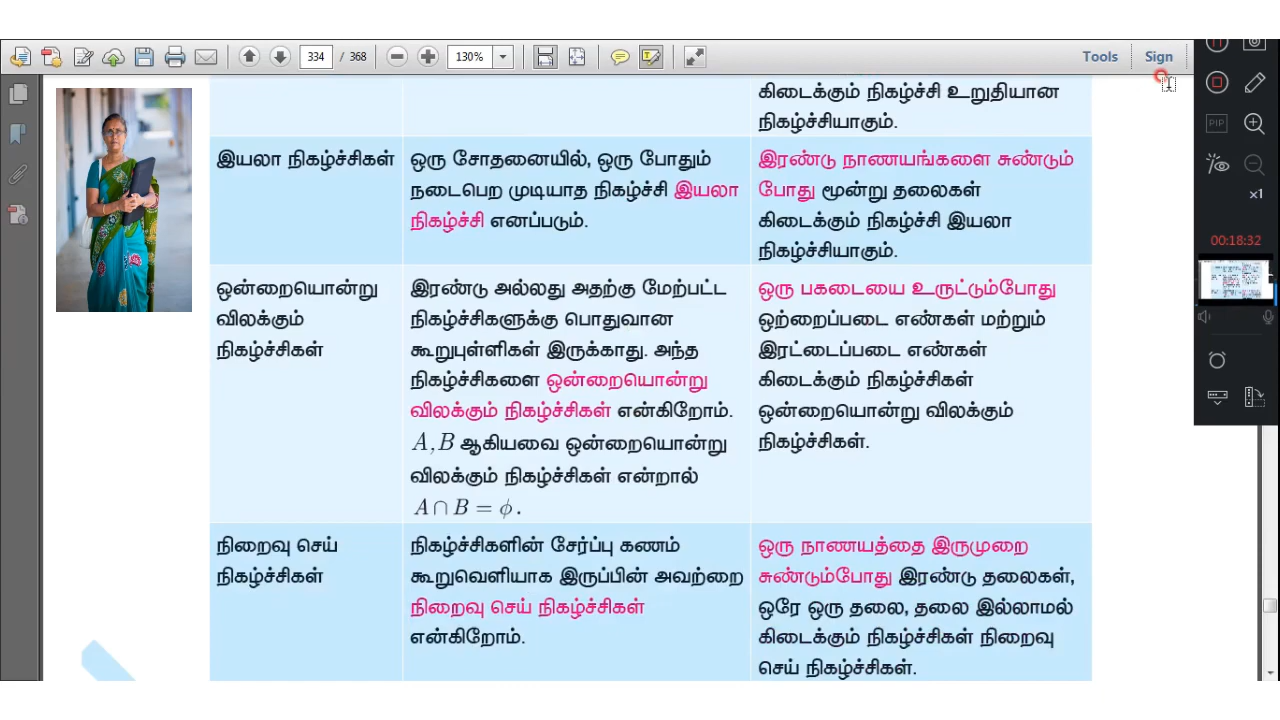 334 / 368
130%
Tools
Sign
கிடைக்கும் நிகழ்ச்சி உறுதியான
நிகழ்ச்சியாகும்.
இயலா நிகழ்ச்சிகள்
ஒரு சோதனையில், ஒரு போதும்
நடைபெற முடியாத நிகழ்ச்சி இயலா
நிகழ்ச்சி எனப்படும்.
இரண்டு நாணயங்களை சுண்டும்
போது மூன்று தலைகள்
கிடைக்கும் நிகழ்ச்சி இயலா
நிகழ்ச்சியாகும்.
ஒன்றையொன்று
விலக்கும்
நிகழ்ச்சிகள்
இரண்டு அல்லது அதற்கு மேற்பட்ட
நிகழ்ச்சிகளுக்கு பொதுவான
கூறுபுள்ளிகள் இருக்காது. அந்த
நிகழ்ச்சிகளை ஒன்றையொன்று
விலக்கும் நிகழ்ச்சிகள் என்கிறோம்.
A,B ஆகியவை ஒன்றையொன்று
விலக்கும் நிகழ்ச்சிகள் என்றால்
A ∩ B = ϕ .
ஒரு பகடையை உருட்டும்போது
ஒற்றைப்படை எண்கள் மற்றும்
இரட்டைப்படை எண்கள்
கிடைக்கும் நிகழ்ச்சிகள்
ஒன்றையொன்று விலக்கும்
நிகழ்ச்சிகள்.
நிறைவு செய்
நிகழ்ச்சிகள்
நிகழ்ச்சிகளின் சேர்ப்பு கணம்
கூறுவெளியாக இருப்பின் அவற்றை
நிறைவு செய் நிகழ்ச்சிகள்
என்கிறோம்.
ஒரு நாணயத்தை இருமுறை
சுண்டும்போது இரண்டு தலைகள்,
ஒரே ஒரு தலை, தலை இல்லாமல்
கிடைக்கும் நிகழ்ச்சிகள் நிறைவு
செய் நிகழ்ச்சிகள்.
PIP
x1
00:18:32